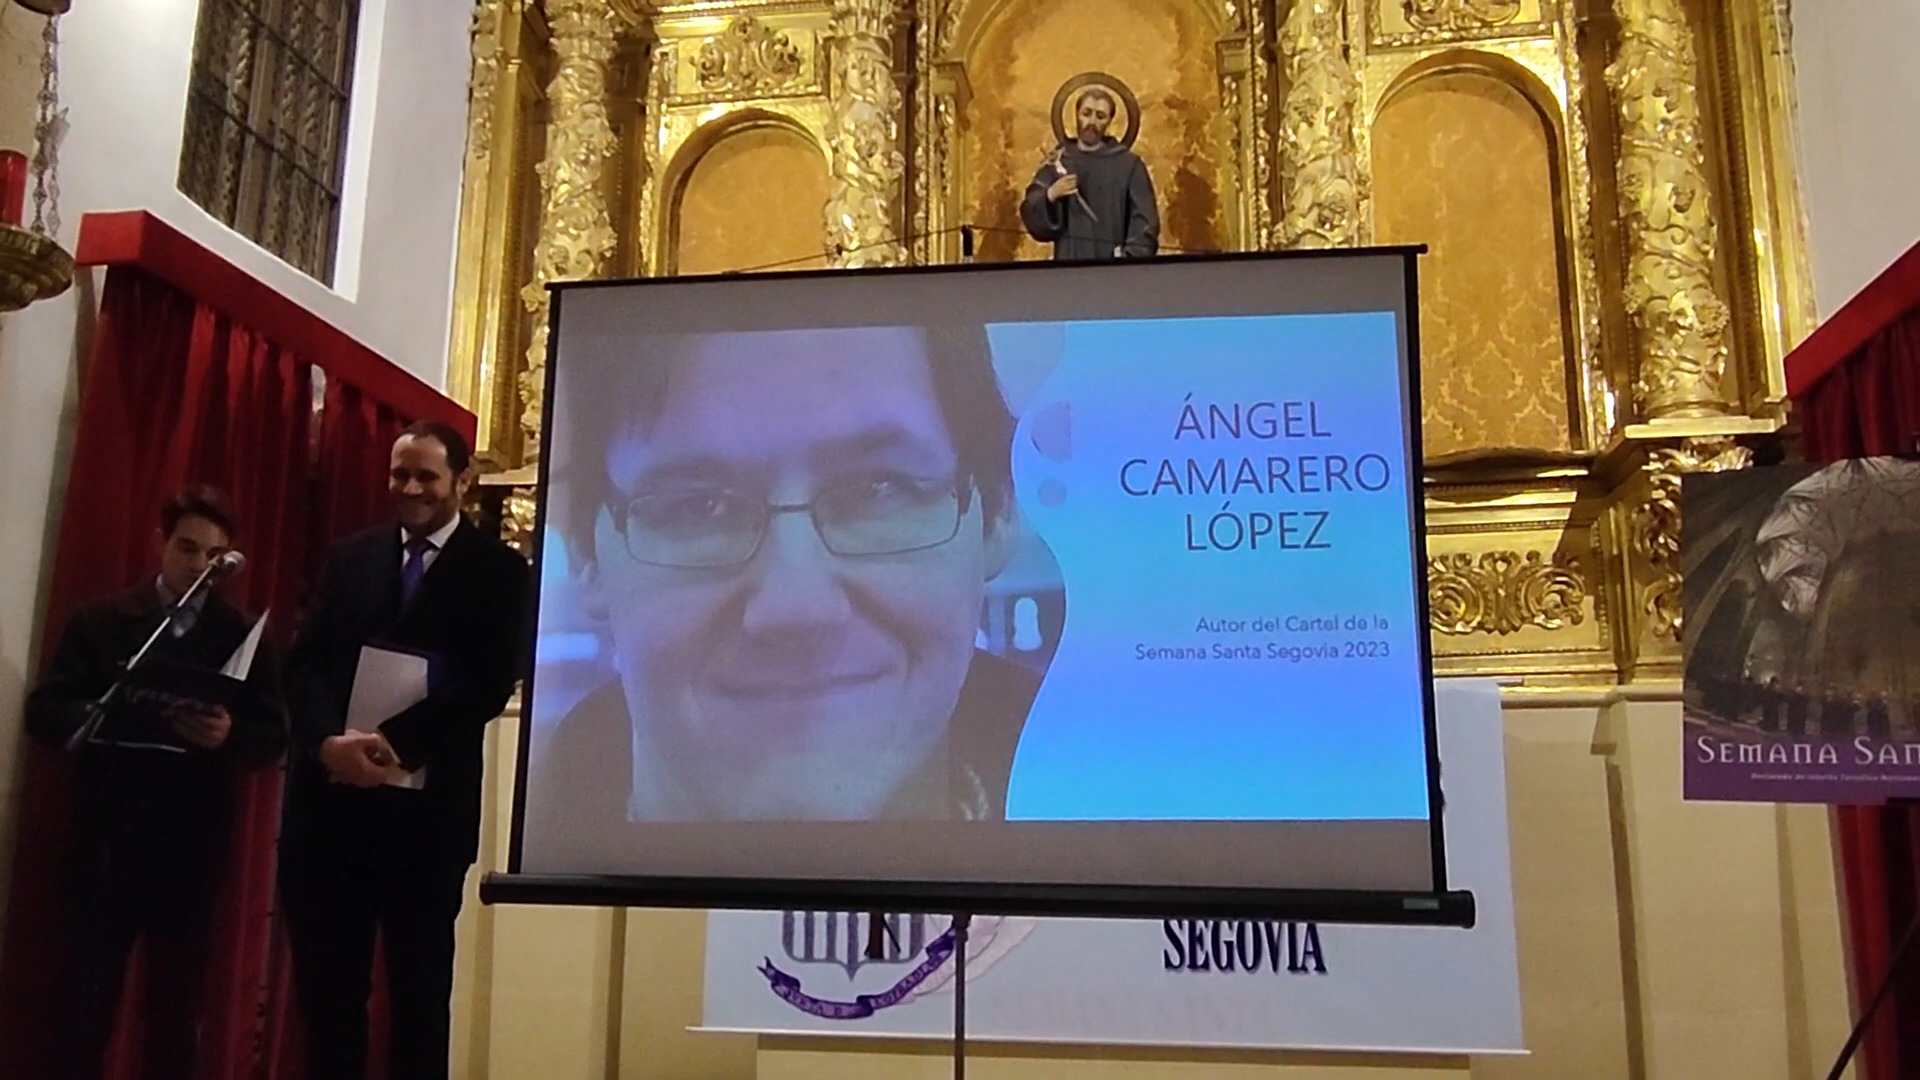 ÁNGEL
CAMARERO
LÓPEZ
Autor del Cartel de la
Semana Santa Segovia 2023
SEMANA SAN
SEGOVIA